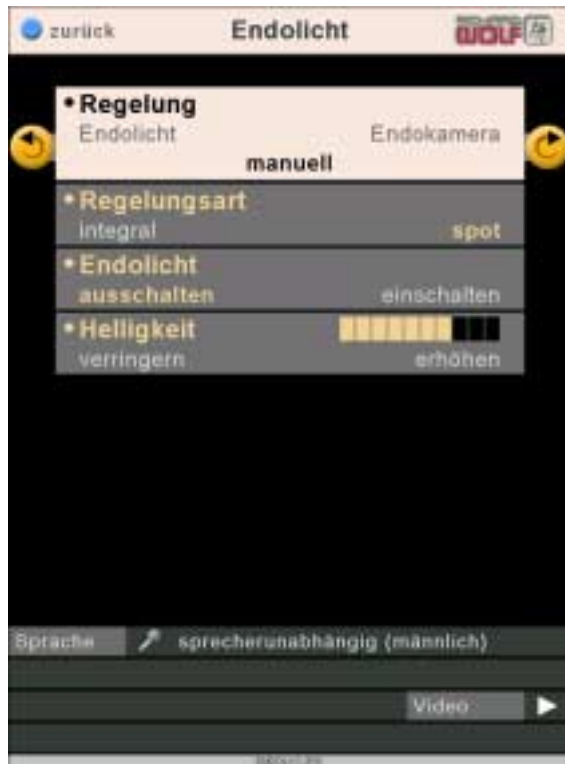 zurück Endolicht WOLF
• Regelung
Endolicht Endokamera
manuell
• Regelungsart
integral spot
• Endolicht
ausschalten einschalten
• Helligkeit
verringern erhöhen
Sprache sprecherunabhängig (männlich)
Video